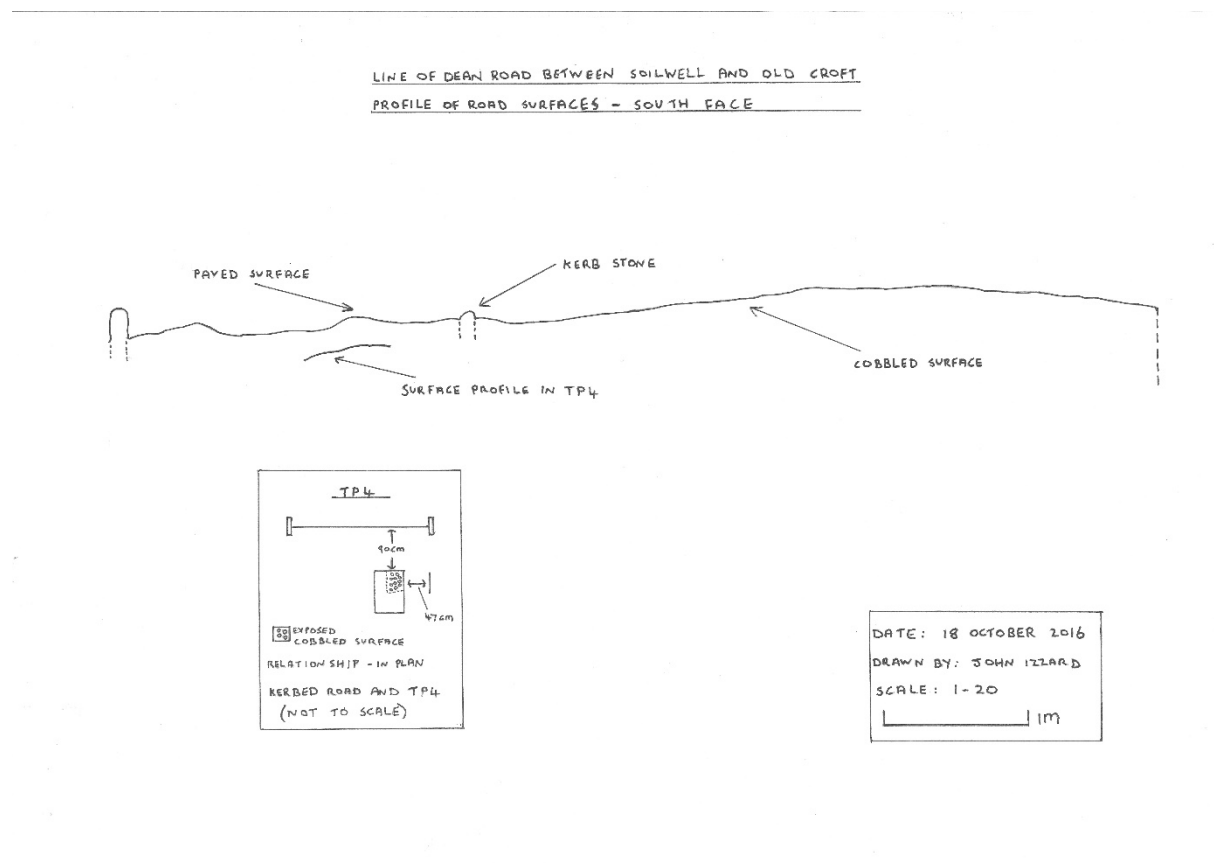 LINE OF DEAN ROAD BETWEEN SOILWELL AND OLD CROFT
PROFILE OF ROAD SURFACES - SOUTH FACE
KERB STONE
PAVED SURFACE
COBBLED SURFACE
SURFACE PROFILE IN TP4
TP4
90cm
47cm
EXPOSED
COBBLED SURFACE
RELATIONSHIP - IN PLAN
KERBED ROAD AND TP4
(NOT TO SCALE)
DATE: 18 OCTOBER 2016
DRAWN BY: JOHN IZZARD
SCALE: 1-20
1M